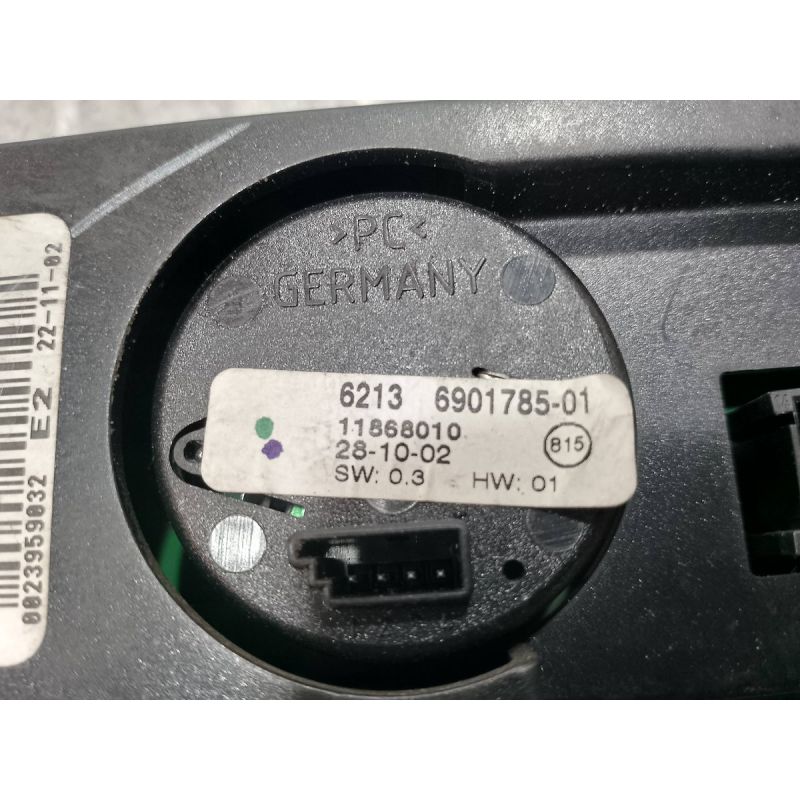 >PC<
GERMANY
6213 6901785-01
11868010
28-10-02
815
SW: 0.3 HW: 01
22-11-02
E2
0023959032